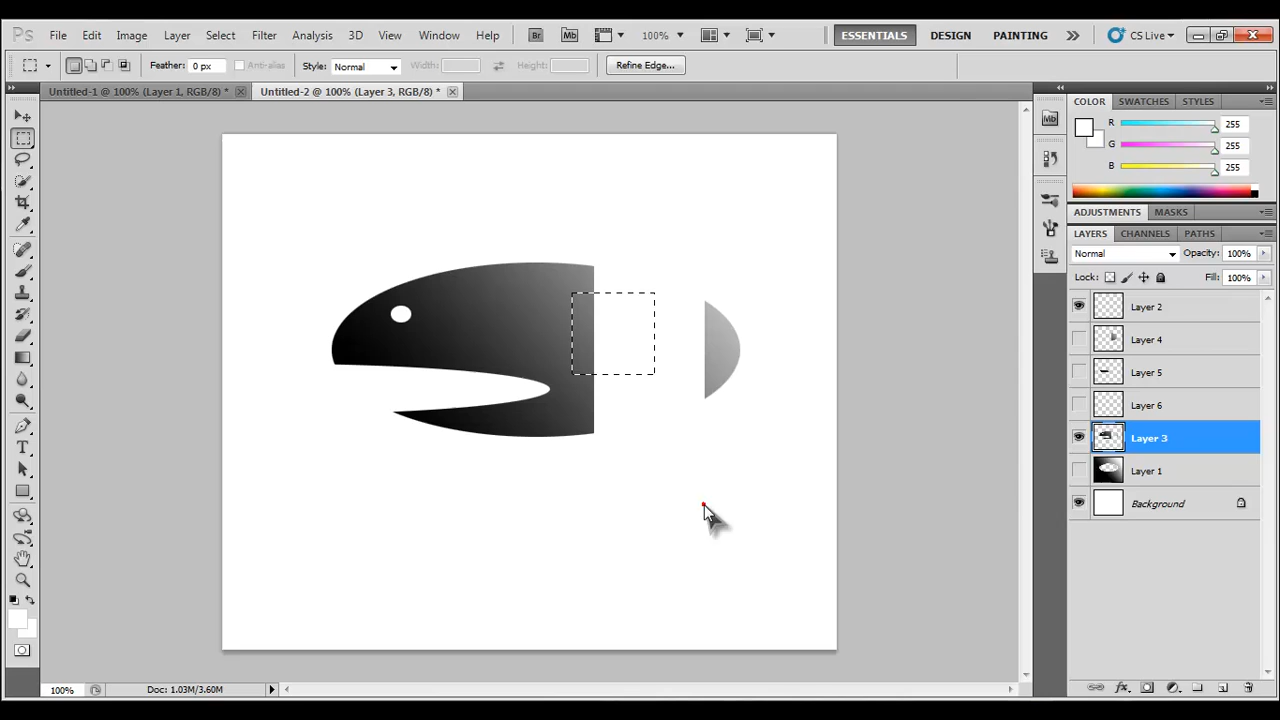 Ps File Edit Image Layer Select Filter Analysis 3D View Window Help Br Mb 100% ESSENTIALS DESIGN PAINTING CS Live
Feather: 0 px Anti-alias Style: Normal Width: Height: Refine Edge...
Untitled-1 @ 100% (Layer 1, RGB/8) * Untitled-2 @ 100% (Layer 3, RGB/8) *
COLOR SWATCHES STYLES
Mb
R 255
G 255
B 255
ADJUSTMENTS MASKS
LAYERS CHANNELS PATHS
Normal Opacity: 100%
Lock: Fill: 100%
Layer 2
Layer 4
Layer 5
Layer 6
Layer 3
Layer 1
Background
100% Doc: 1.03M/3.60M